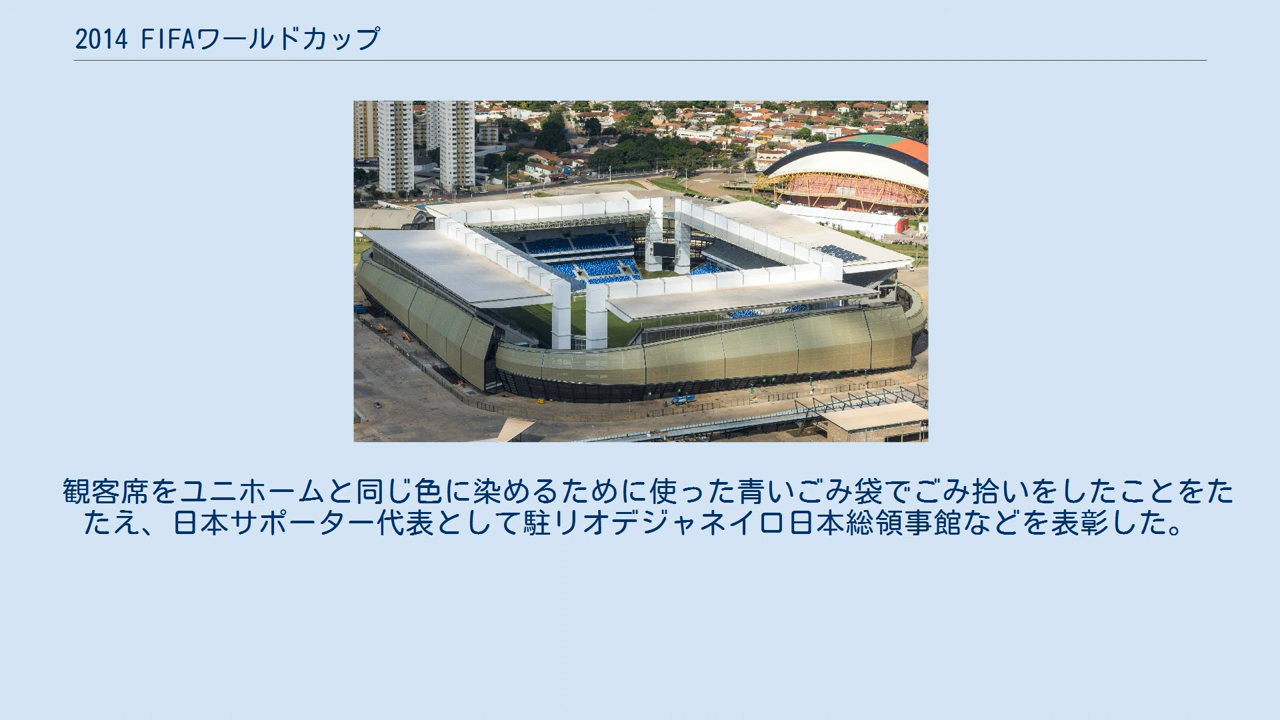 2014 FIFAワールドカップ
観客席をユニホームと同じ色に染めるために使った青いごみ袋でごみ拾いをしたことをた
たえ、日本サポーター代表として駐リオデジャネイロ日本総領事館などを表彰した。